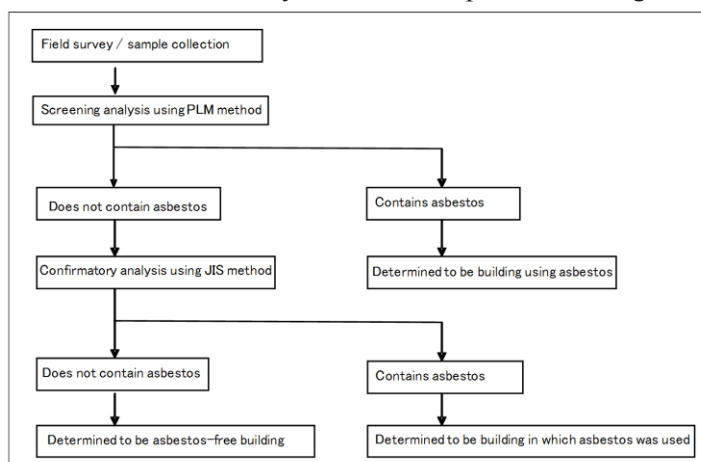 Field survey / sample collection
Screening analysis using PLM method
Does not contain asbestos
Contains asbestos
Confirmatory analysis using JIS method
Determined to be building using asbestos
Does not contain asbestos
Contains asbestos
Determined to be asbestos-free building
Determined to be building in which asbestos was used